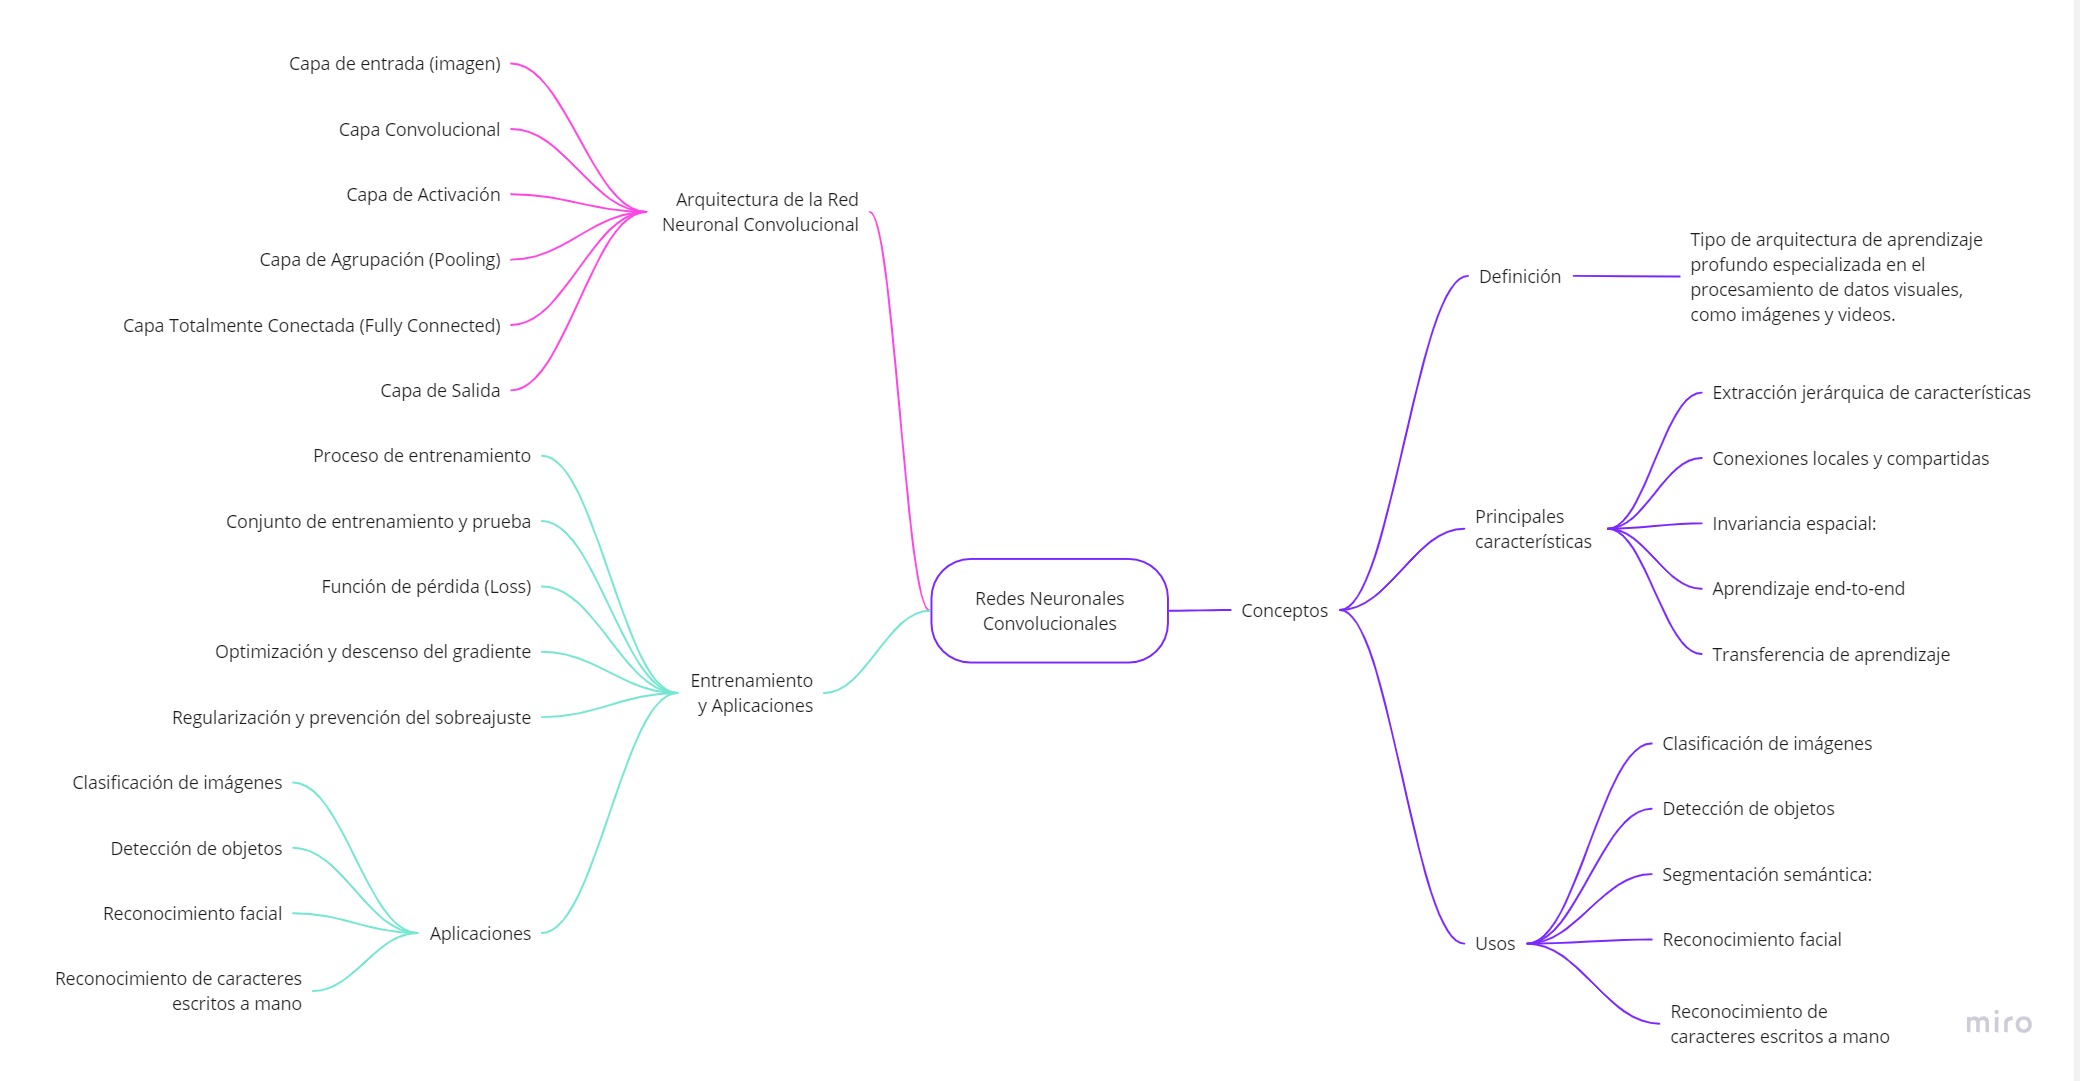 Capa de entrada (imagen)
Capa Convolucional
Capa de Activación
Capa de Agrupación (Pooling)
Capa Totalmente Conectada (Fully Connected)
Capa de Salida
Arquitectura de la Red
Neuronal Convolucional
Proceso de entrenamiento
Conjunto de entrenamiento y prueba
Función de pérdida (Loss)
Optimización y descenso del gradiente
Regularización y prevención del sobreajuste
Entrenamiento
y Aplicaciones
Clasificación de imágenes
Detección de objetos
Reconocimiento facial
Reconocimiento de caracteres
escritos a mano
Aplicaciones
Redes Neuronales
Convolucionales
Conceptos
Definición
Tipo de arquitectura de aprendizaje
profundo especializada en el
procesamiento de datos visuales,
como imágenes y videos.
Principales
características
Extracción jerárquica de características
Conexiones locales y compartidas
Invariancia espacial:
Aprendizaje end-to-end
Transferencia de aprendizaje
Usos
Clasificación de imágenes
Detección de objetos
Segmentación semántica:
Reconocimiento facial
Reconocimiento de
caracteres escritos a mano
miro